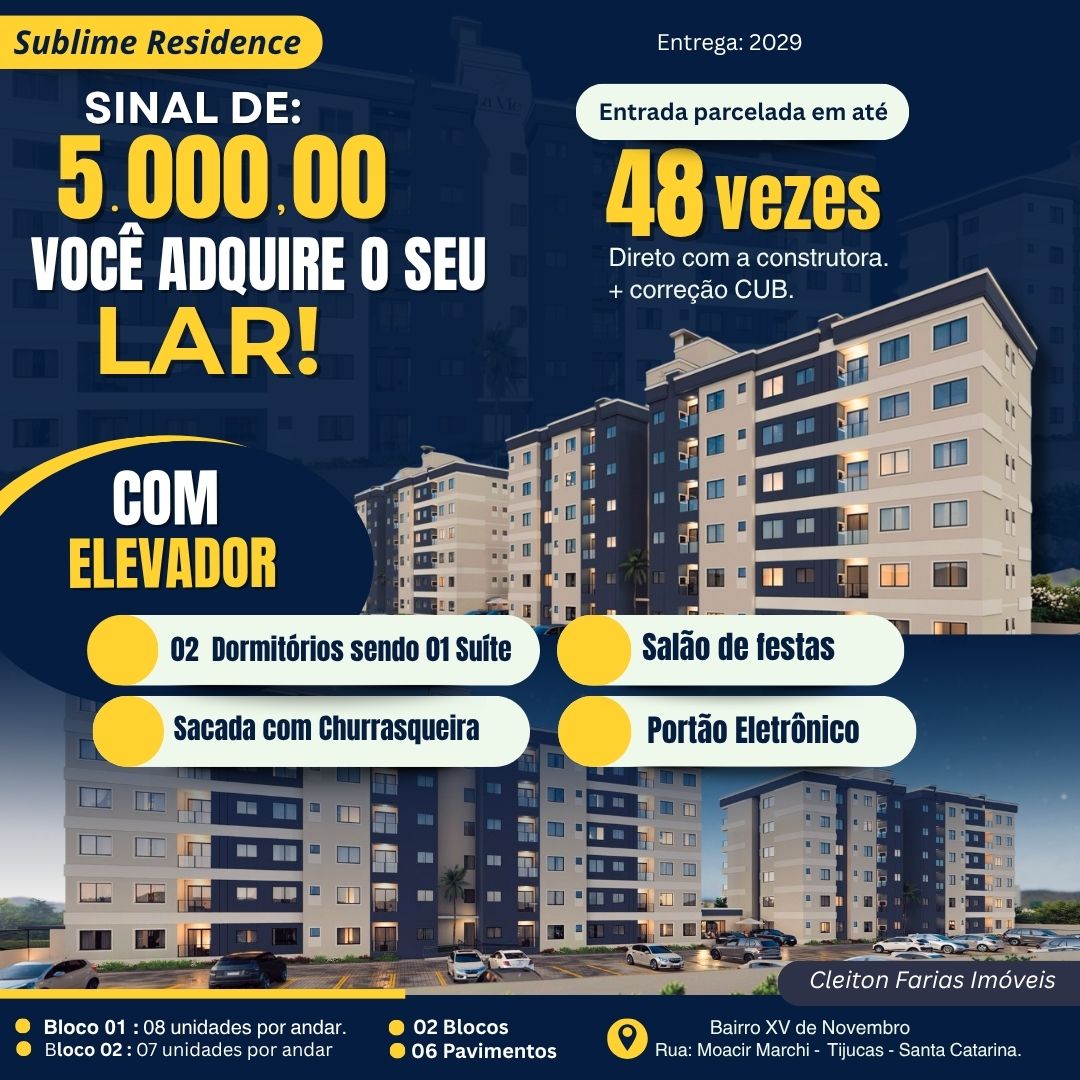 Sublime Residence
Entrega: 2029
SINAL DE:
5.000,00
VOCÊ ADQUIRE O SEU
LAR!
Entrada parcelada em até
48 vezes
Direto com a construtora.
+ correção CUB.
COM
ELEVADOR
02 Dormitórios sendo 01 Suíte
Salão de festas
Sacada com Churrasqueira
Portão Eletrônico
Cleiton Farias Imóveis
Bloco 01 : 08 unidades por andar.
Bloco 02 : 07 unidades por andar
02 Blocos
06 Pavimentos
Bairro XV de Novembro
Rua: Moacir Marchi - Tijucas - Santa Catarina.